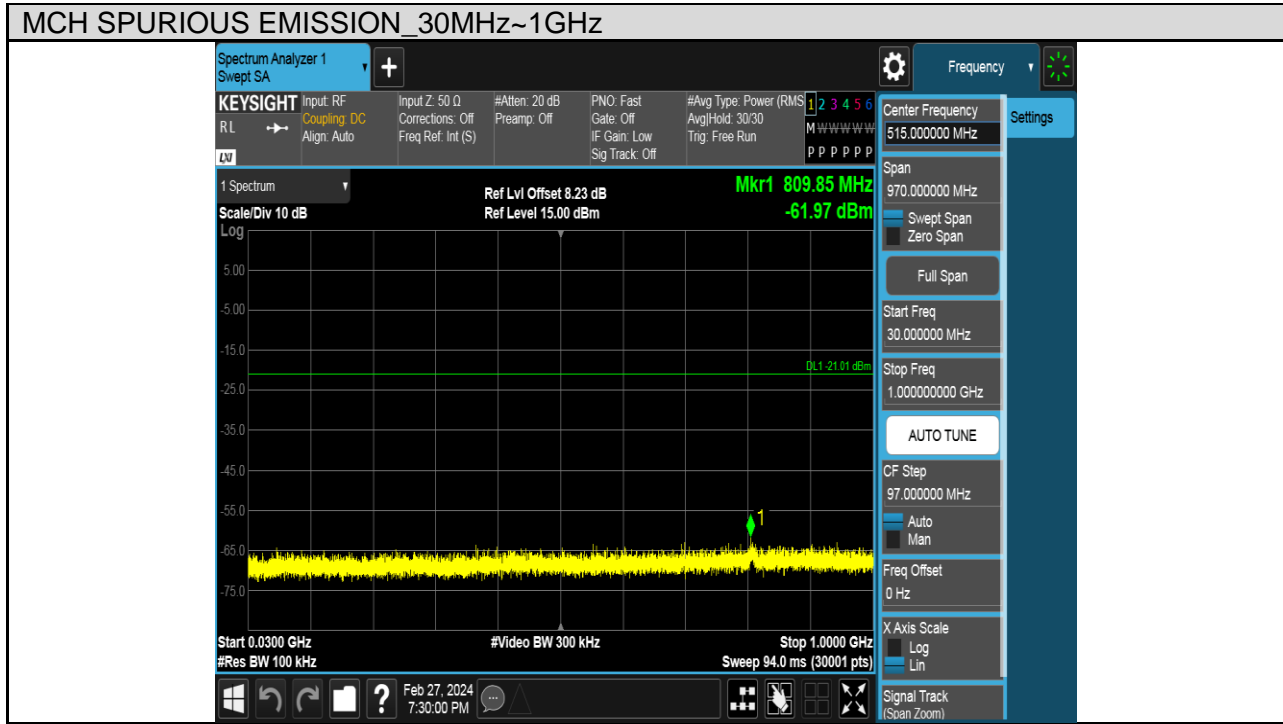 MCH SPURIOUS EMISSION_30MHz~1GHz
Spectrum Analyzer 1
Swept SA
+
Frequency
KEYSIGHT
RL
LXI
Input: RF
Coupling: DC
Align: Auto
Input Z: 50 Ω
Corrections: Off
Freq Ref: Int (S)
#Atten: 20 dB
Preamp: Off
PNO: Fast
Gate: Off
IF Gain: Low
Sig Track: Off
#Avg Type: Power (RMS
Avg|Hold: 30/30
Trig: Free Run
1 2 3 4 5 6
M W W W W W
P P P P P P
1 Spectrum
Scale/Div 10 dB
Ref Lvl Offset 8.23 dB
Ref Level 15.00 dBm
Mkr1 809.85 MHz
-61.97 dBm
Log
5.00
-5.00
-15.0
DL1 -21.01 dBm
-25.0
-35.0
-45.0
-55.0
1
-65.0
-75.0
Start 0.0300 GHz
#Res BW 100 kHz
#Video BW 300 kHz
Stop 1.0000 GHz
Sweep 94.0 ms (30001 pts)
?
Feb 27, 2024
7:30:00 PM
Center Frequency
515.000000 MHz
Settings
Span
970.000000 MHz
Swept Span
Zero Span
Full Span
Start Freq
30.000000 MHz
Stop Freq
1.000000000 GHz
AUTO TUNE
CF Step
97.000000 MHz
Auto
Man
Freq Offset
0 Hz
X Axis Scale
Log
Lin
Signal Track
(Span Zoom)